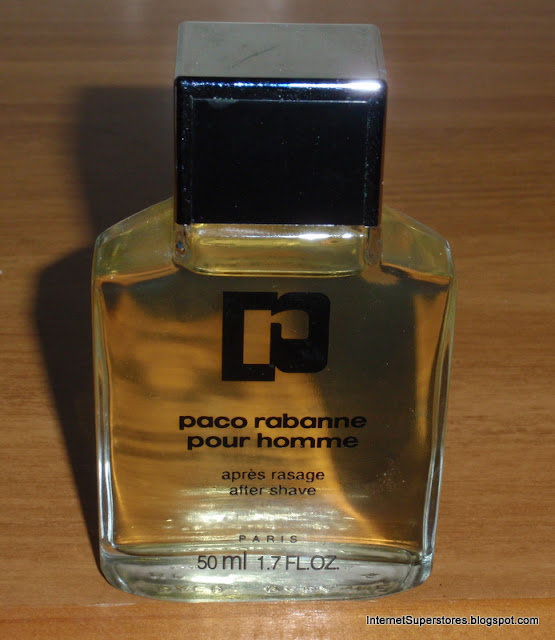 paco rabanne
pour homme
après rasage
after shave
PARIS
50 ml 1.7 FL.OZ.
InternetSuperstores.blogspot.com